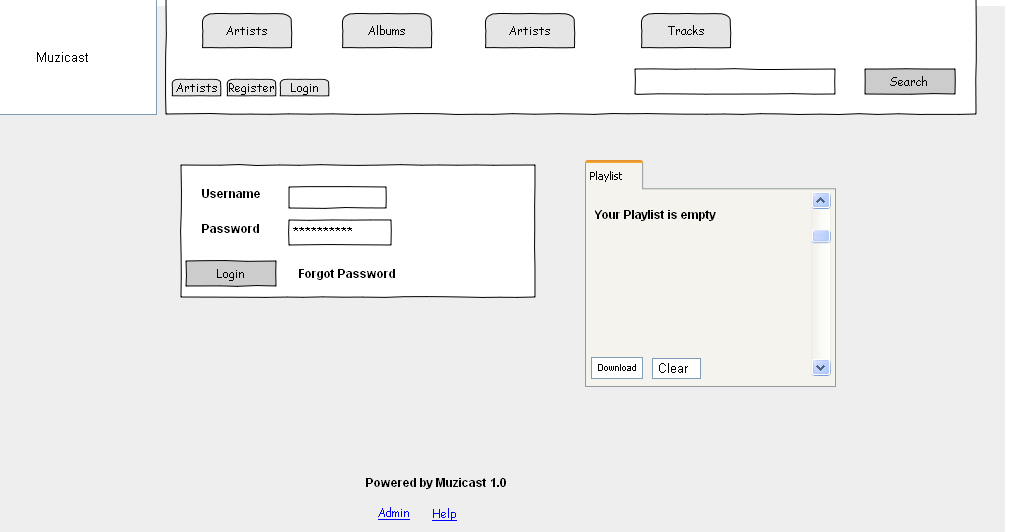 Artists Albums Artists Tracks
Muzicast
Artists Register Login Search
Username
Password **********
Login Forgot Password
Playlist
Your Playlist is empty
Download Clear
Powered by Muzicast 1.0
Admin Help